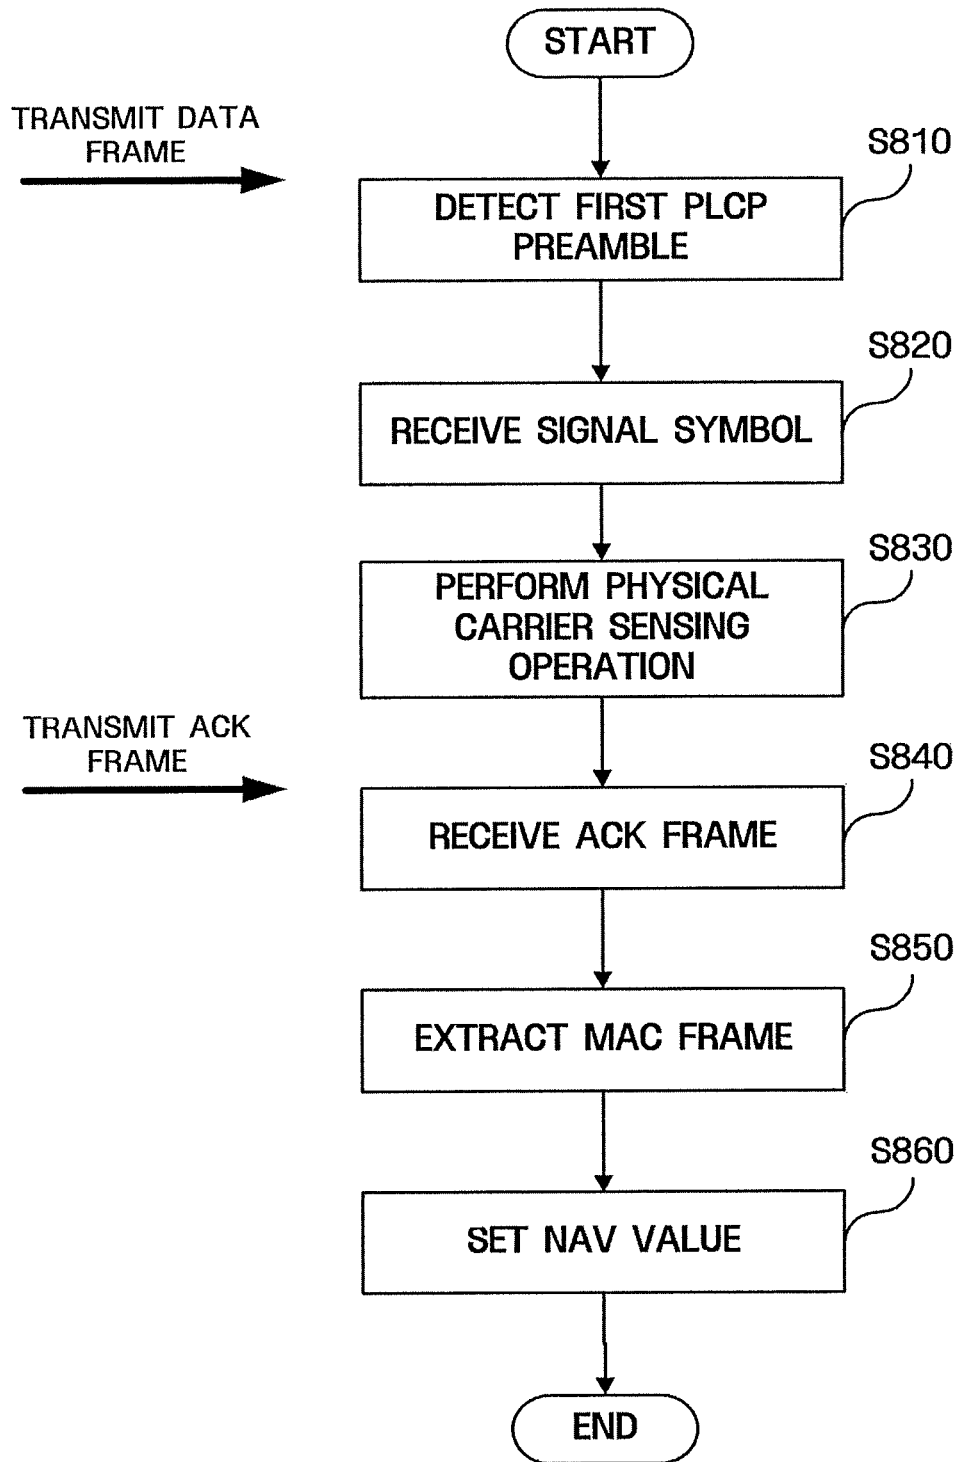 START
TRANSMIT DATA
FRAME
S810
DETECT FIRST PLCP
PREAMBLE
S820
RECEIVE SIGNAL SYMBOL
S830
PERFORM PHYSICAL
CARRIER SENSING
OPERATION
TRANSMIT ACK
FRAME
S840
RECEIVE ACK FRAME
S850
EXTRACT MAC FRAME
S860
SET NAV VALUE
END